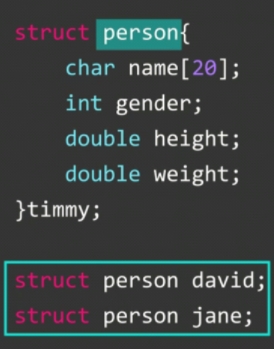 struct person{
    char name[20];
    int gender;
    double height;
    double weight;
}timmy;
struct person david;
struct person jane;